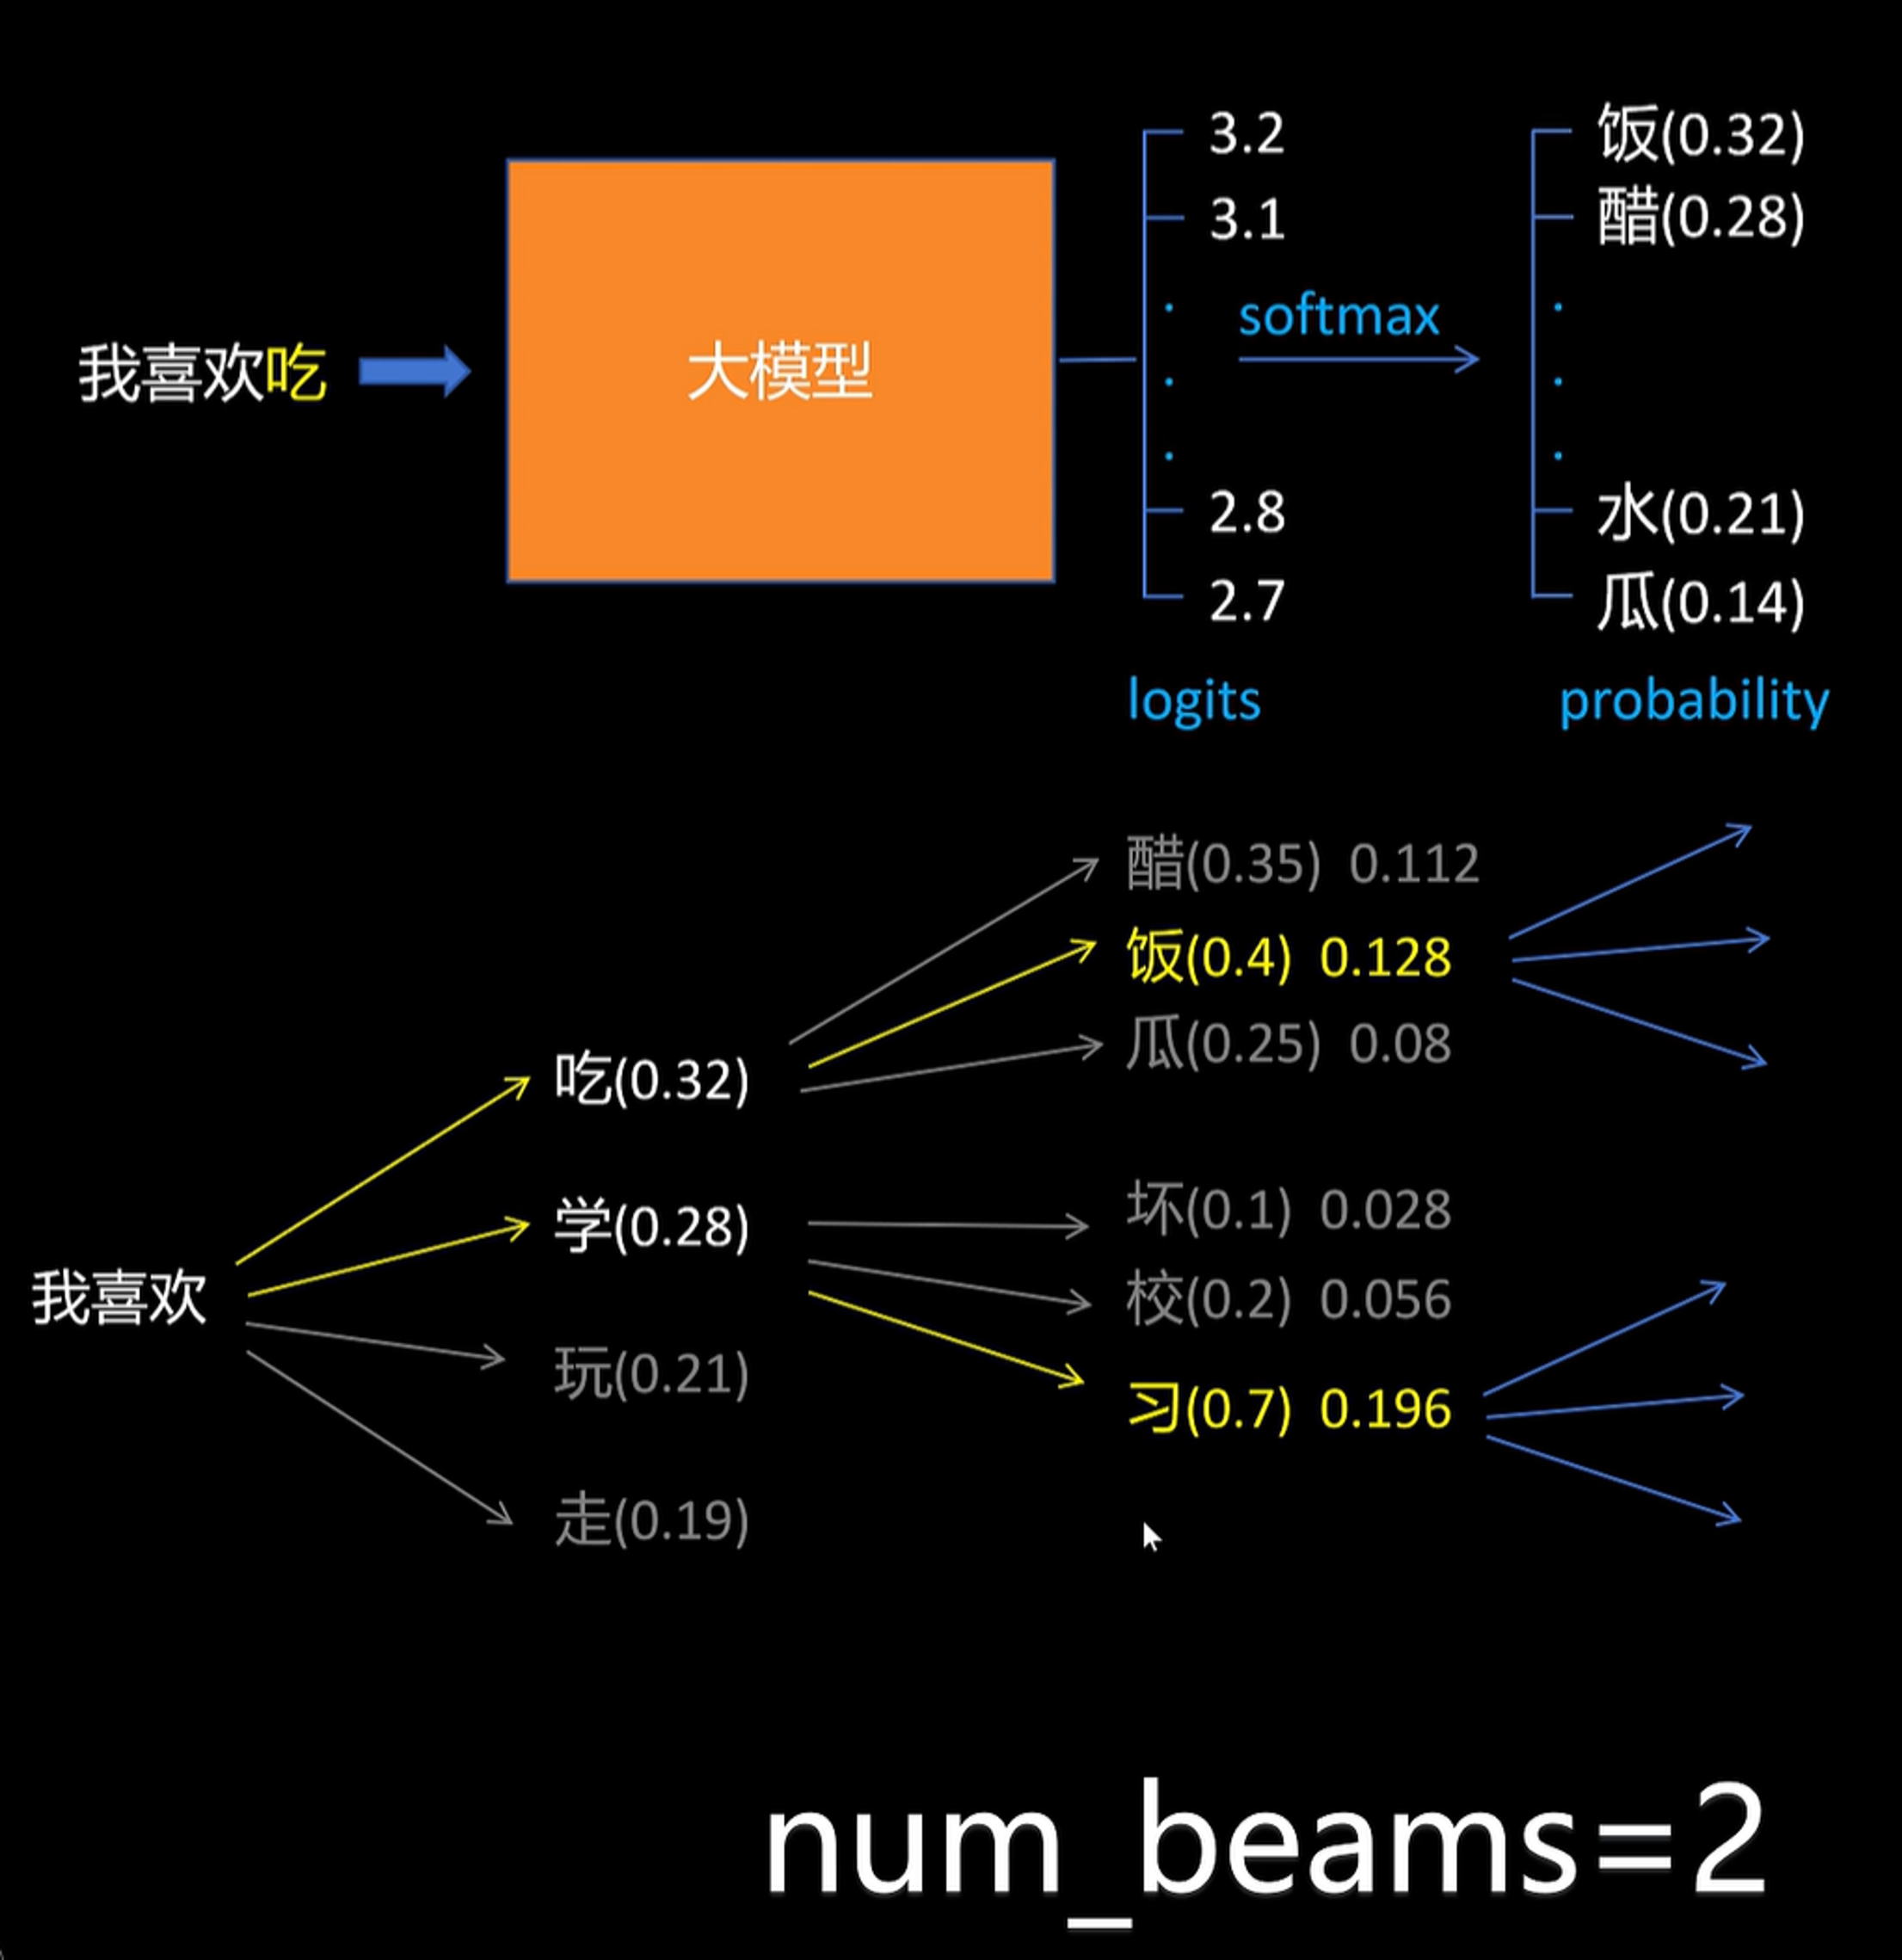 3.2
饭(0.32)
3.1
醋(0.28)
softmax
我喜欢吃
大模型
2.8
水(0.21)
2.7
瓜(0.14)
logits
probability
醋(0.35) 0.112
饭(0.4) 0.128
瓜(0.25) 0.08
吃(0.32)
坏(0.1) 0.028
学(0.28)
校(0.2) 0.056
我喜欢
玩(0.21)
习(0.7) 0.196
走(0.19)
num_beams=2